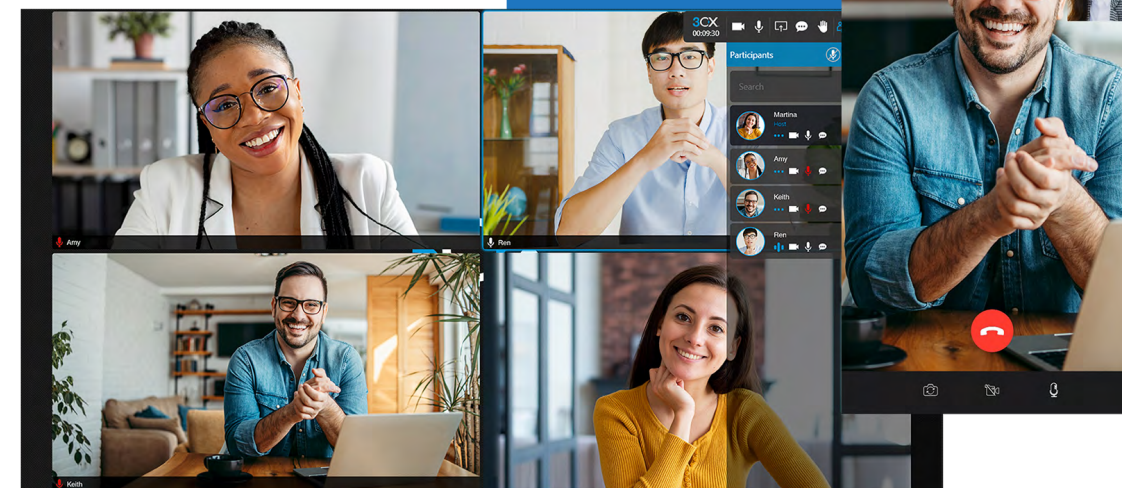 3CX
00:09:30
Participants
Search
Martina
Host
Amy
Keith
Ren
Amy
Ren
Keith